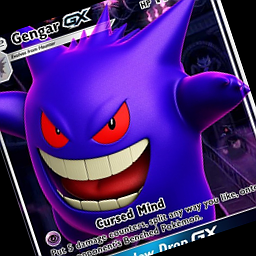 Gengar GX
HP
Evolves from Haunter
Cursed Mind
Put 5 damage counters, split any way you like, onto
opponent's Benched Pokémon.
Drop GX